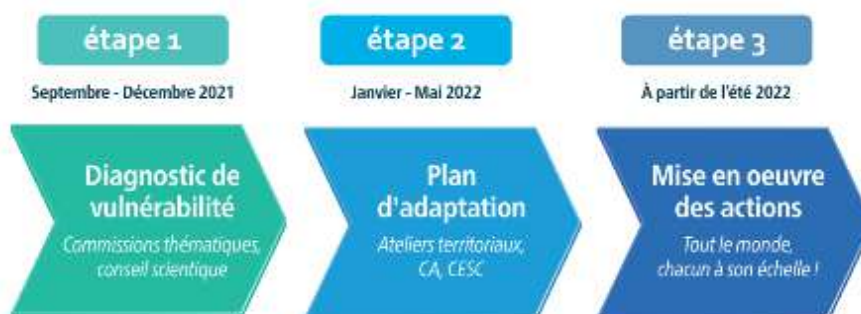 étape 1
étape 2
étape 3
Septembre - Décembre 2021
Janvier - Mai 2022
À partir de l'été 2022
Diagnostic de
vulnérabilité
Commissions thématiques,
conseil scientifique
Plan
d'adaptation
Ateliers territoriaux,
CA, CESC
Mise en oeuvre
des actions
Tout le monde,
chacun à son échelle !